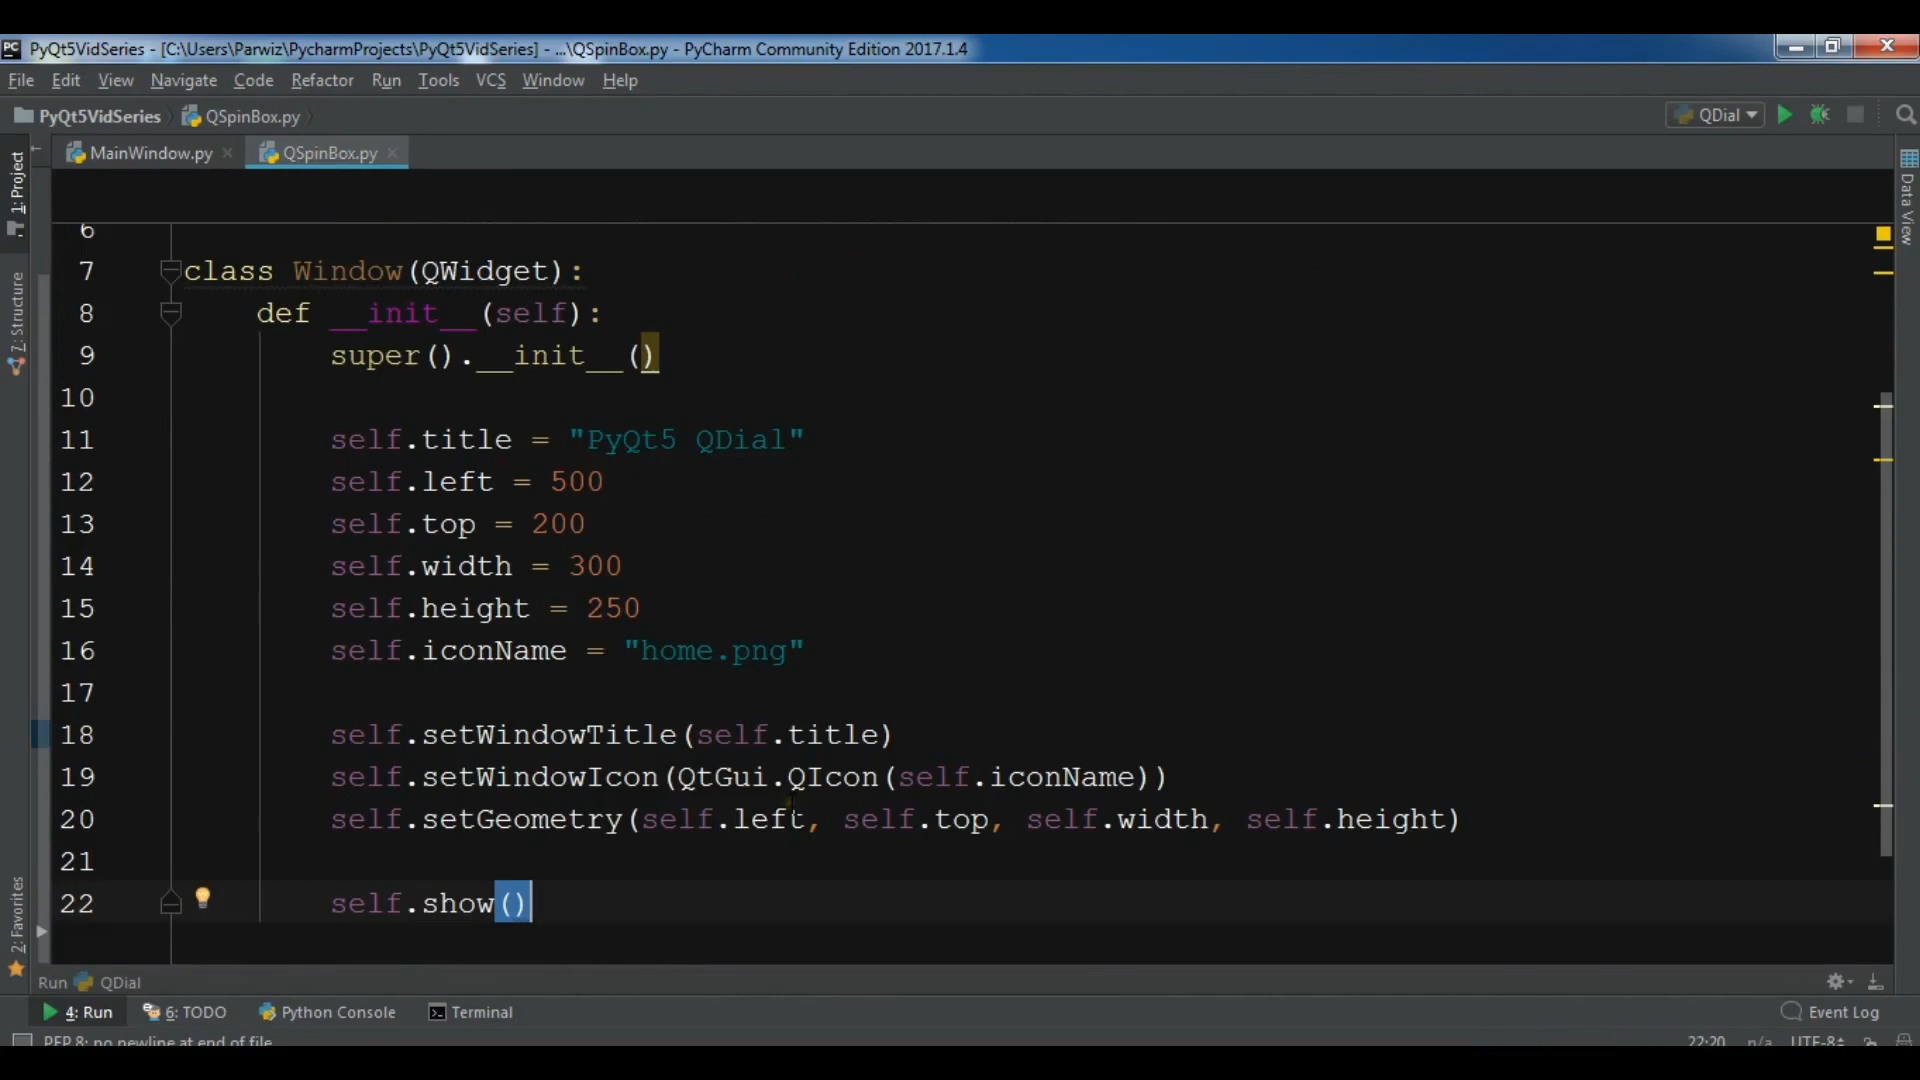 PyQt5VidSeries - [C:\Users\Parwiz\PycharmProjects\PyQt5VidSeries] - ...\QSpinBox.py - PyCharm Community Edition 2017.1.4
File Edit View Navigate Code Refactor Run Tools VCS Window Help
PyQt5VidSeries QSpinBox.py QDial
MainWindow.py QSpinBox.py
1: Project
7: Structure
2: Favorites
Data View
6
7 class Window(QWidget):
8 def __init__(self):
9 super().__init__()
10
11 self.title = "PyQt5 QDial"
12 self.left = 500
13 self.top = 200
14 self.width = 300
15 self.height = 250
16 self.iconName = "home.png"
17
18 self.setWindowTitle(self.title)
19 self.setWindowIcon(QtGui.QIcon(self.iconName))
20 self.setGeometry(self.left, self.top, self.width, self.height)
21
22 self.show()
Run QDial
4: Run 6: TODO Python Console Terminal Event Log
PEP 8: no newline at end of file 22:20 n/a UTF-8